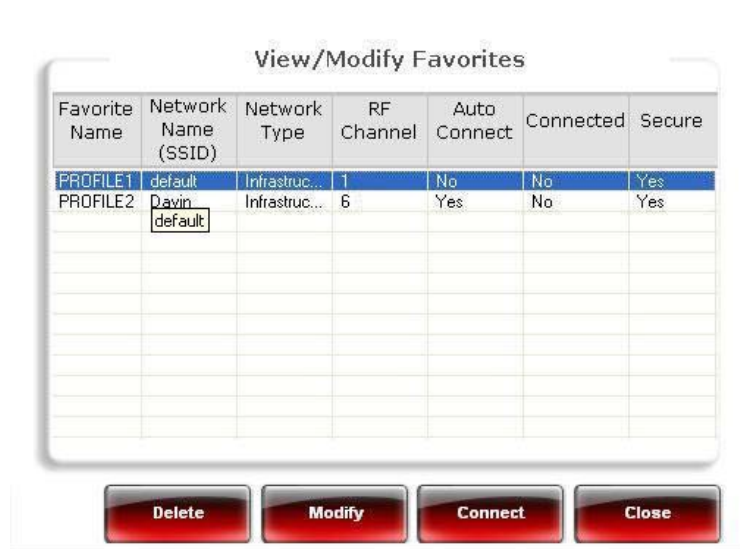 View/Modify Favorites
Favorite Name Network Name (SSID) Network Type RF Channel Auto Connect Connected Secure
PROFILE1 default Infrastruc... 1 No No Yes
PROFILE2 Davin Infrastruc... 6 Yes No Yes
default
Delete Modify Connect Close